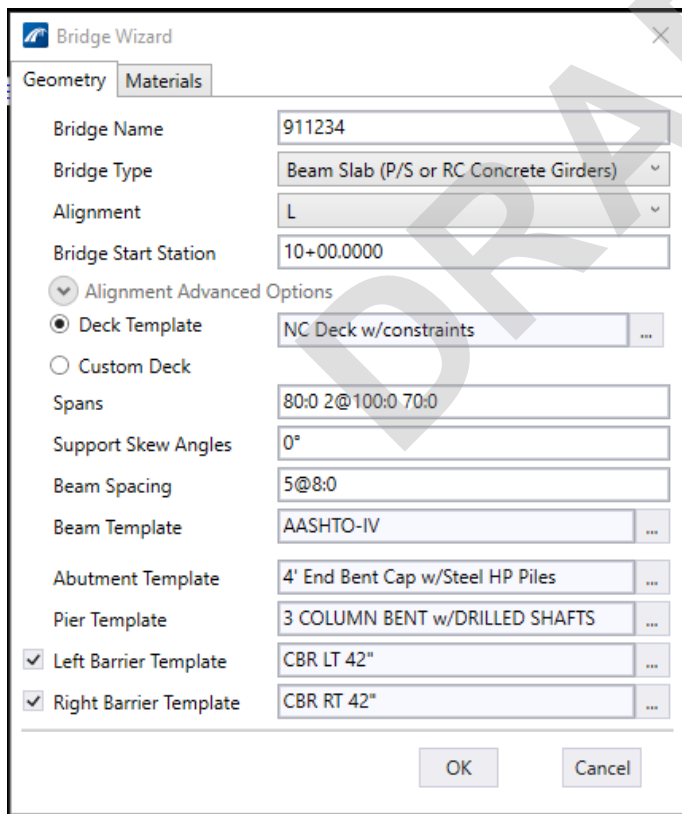 Bridge Wizard
Geometry Materials
Bridge Name 911234
Bridge Type Beam Slab (P/S or RC Concrete Girders)
Alignment L
Bridge Start Station 10+00.0000
Alignment Advanced Options
Deck Template NC Deck w/constraints ...
Custom Deck
Spans 80:0 2@100:0 70:0
Support Skew Angles 0°
Beam Spacing 5@8:0
Beam Template AASHTO-IV ...
Abutment Template 4' End Bent Cap w/Steel HP Piles ...
Pier Template 3 COLUMN BENT w/DRILLED SHAFTS ...
Left Barrier Template CBR LT 42" ...
Right Barrier Template CBR RT 42" ...
OK Cancel
DRA